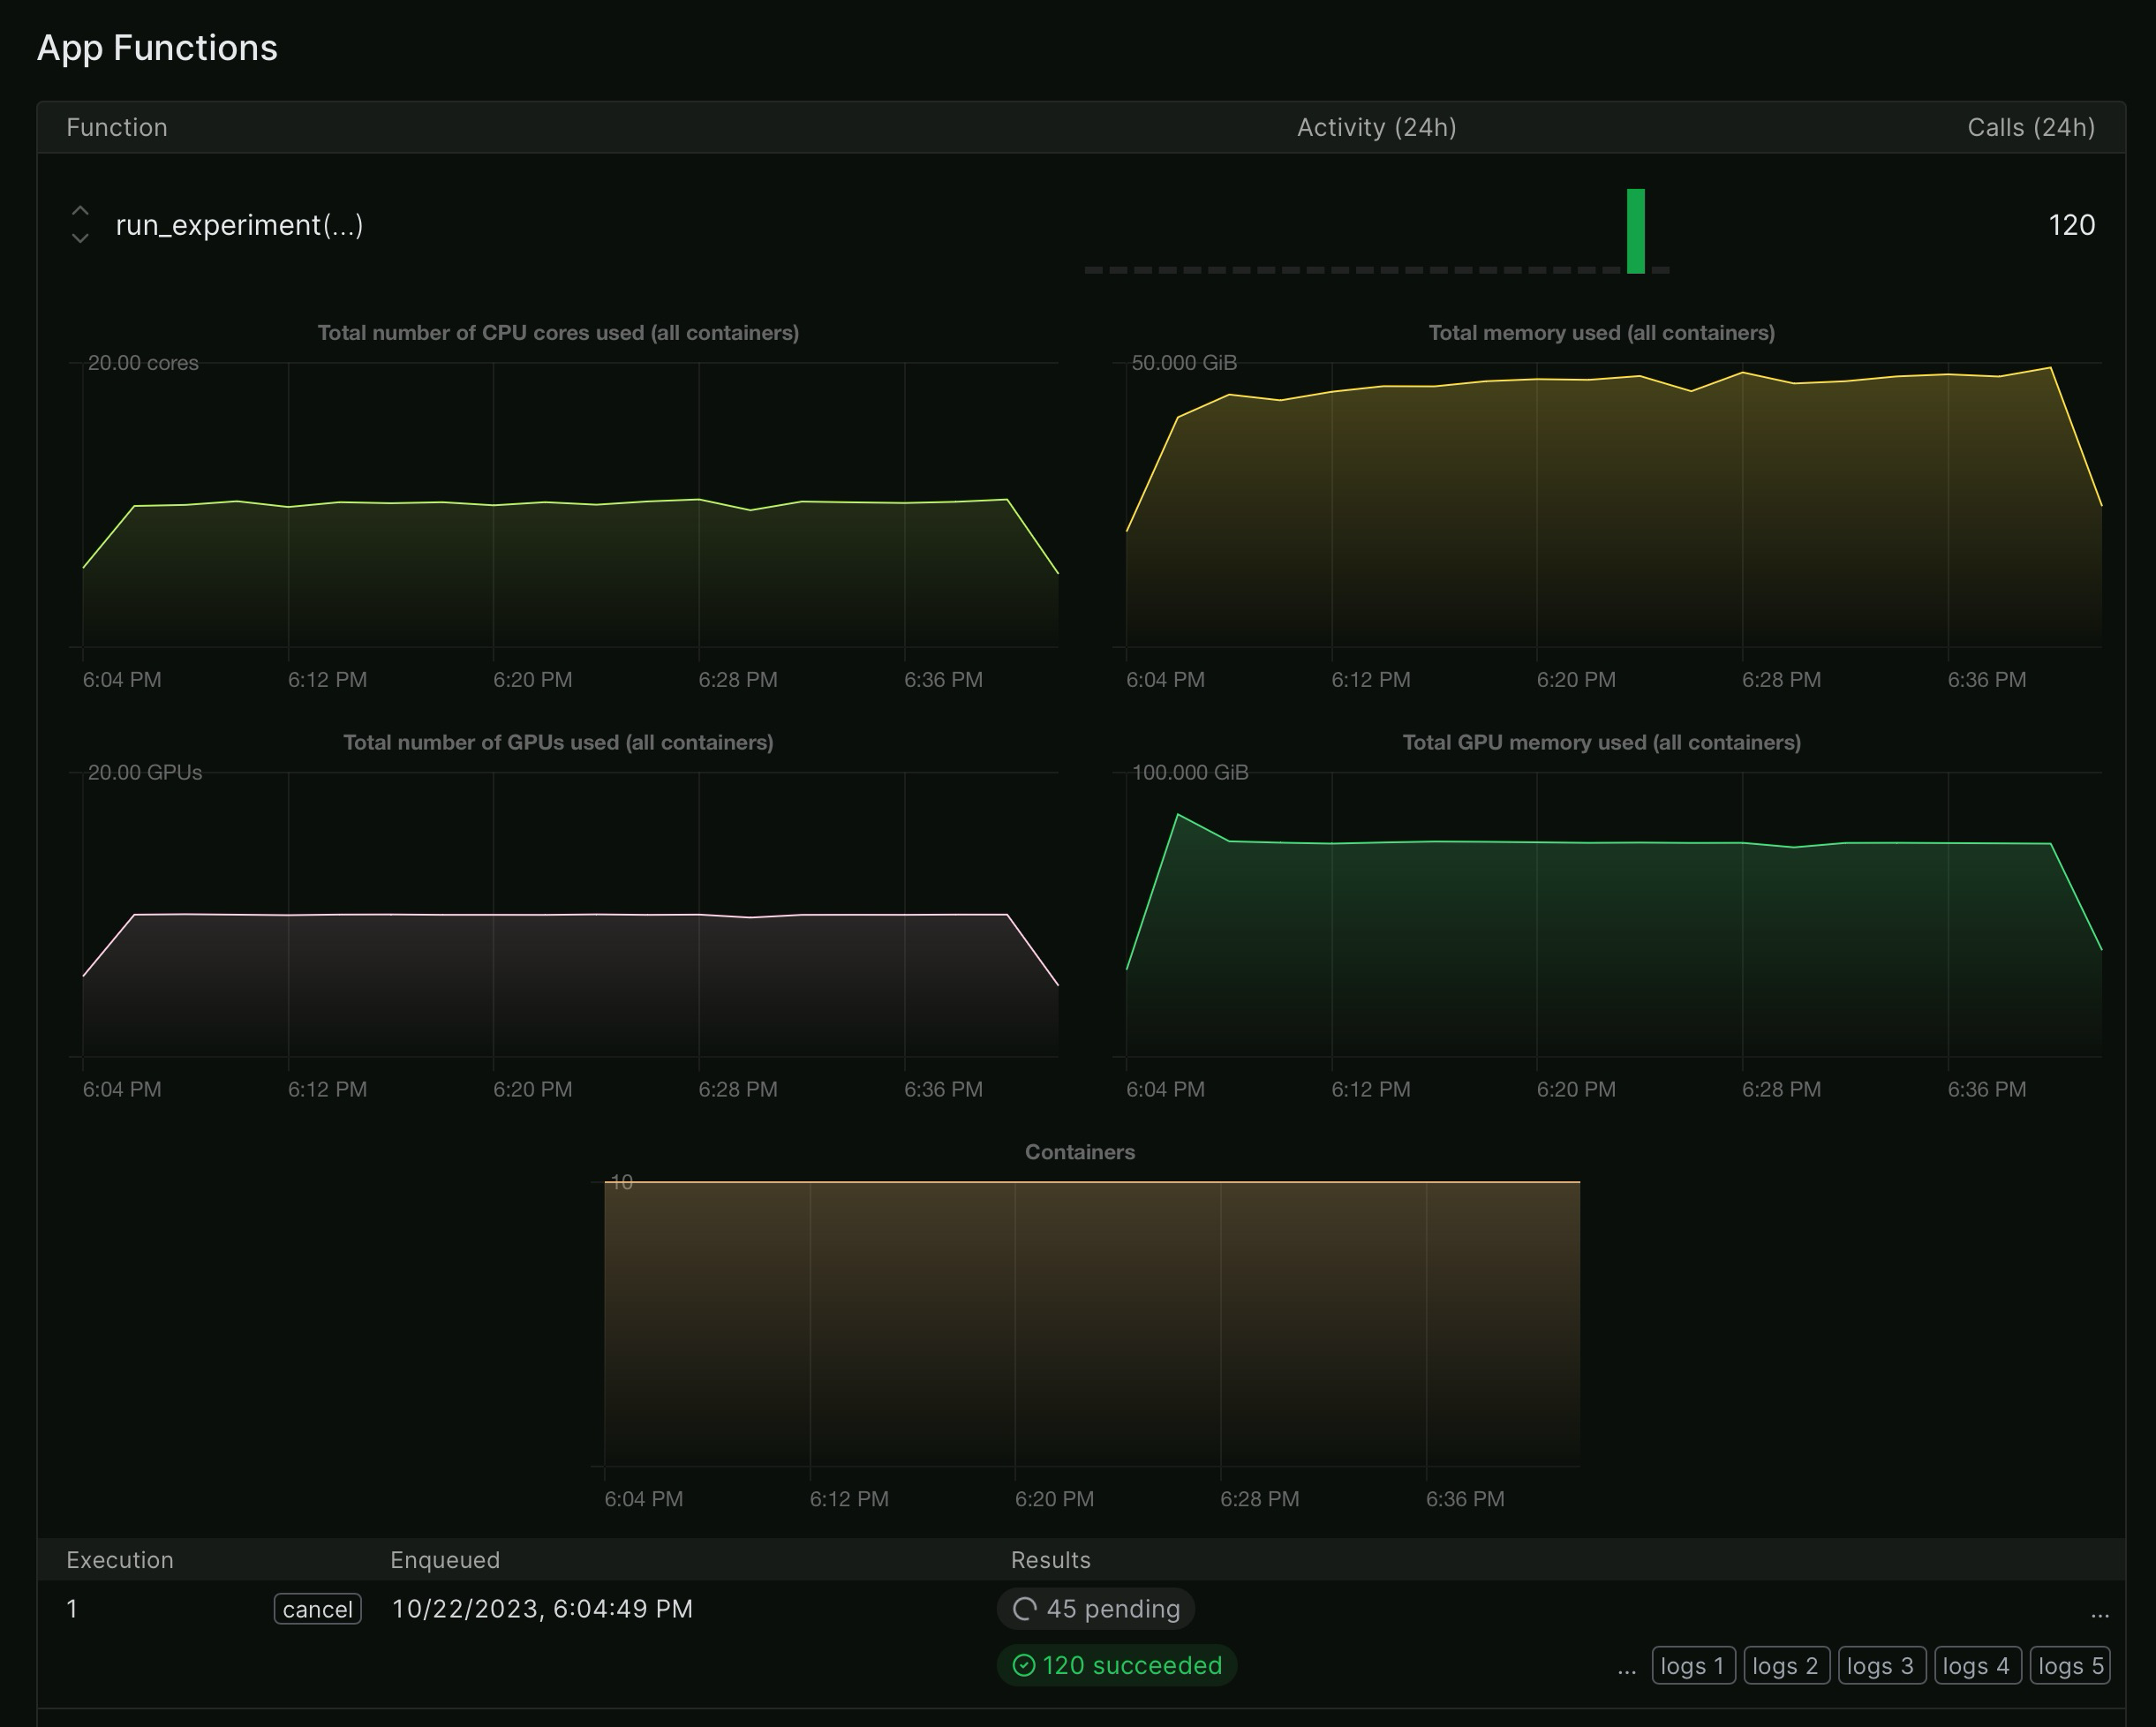 App Functions
Function Activity (24h) Calls (24h)
run_experiment(...) 120
Total number of CPU cores used (all containers)
20.00 cores
6:04 PM 6:12 PM 6:20 PM 6:28 PM 6:36 PM
Total memory used (all containers)
50.000 GiB
6:04 PM 6:12 PM 6:20 PM 6:28 PM 6:36 PM
Total number of GPUs used (all containers)
20.00 GPUs
6:04 PM 6:12 PM 6:20 PM 6:28 PM 6:36 PM
Total GPU memory used (all containers)
100.000 GiB
6:04 PM 6:12 PM 6:20 PM 6:28 PM 6:36 PM
Containers
10
6:04 PM 6:12 PM 6:20 PM 6:28 PM 6:36 PM
Execution Enqueued Results
1 cancel 10/22/2023, 6:04:49 PM 45 pending ...
120 succeeded ... logs 1 logs 2 logs 3 logs 4 logs 5